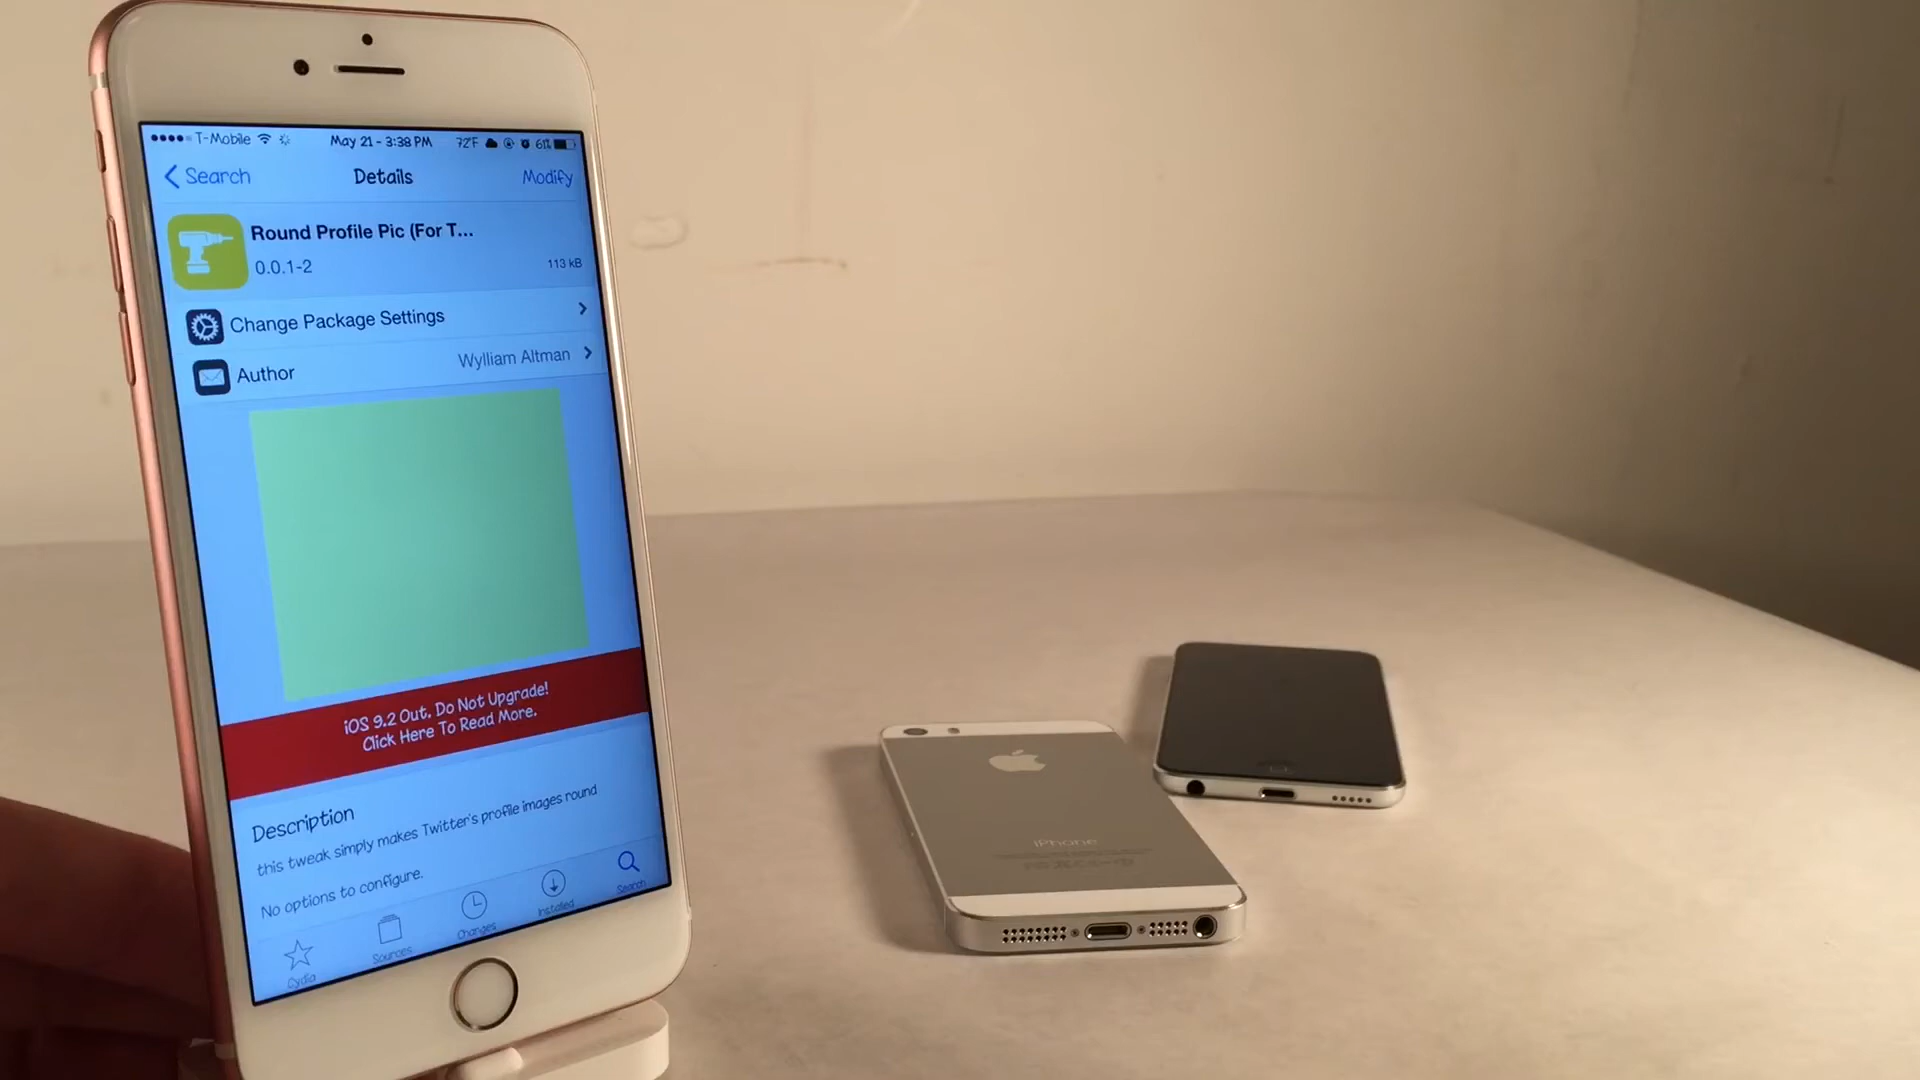 T-Mobile May 21 - 3:38 PM 72°F 61%
Search Details Modify
Round Profile Pic (For T...
0.0.1-2 113 kB
Change Package Settings
Author Wylliam Altman
iOS 9.2 Out. Do Not Upgrade!
Click Here To Read More.
Description
this tweak simply makes Twitter's profile images round
No options to configure.
Cydia Sources Changes Installed Search
iPhone